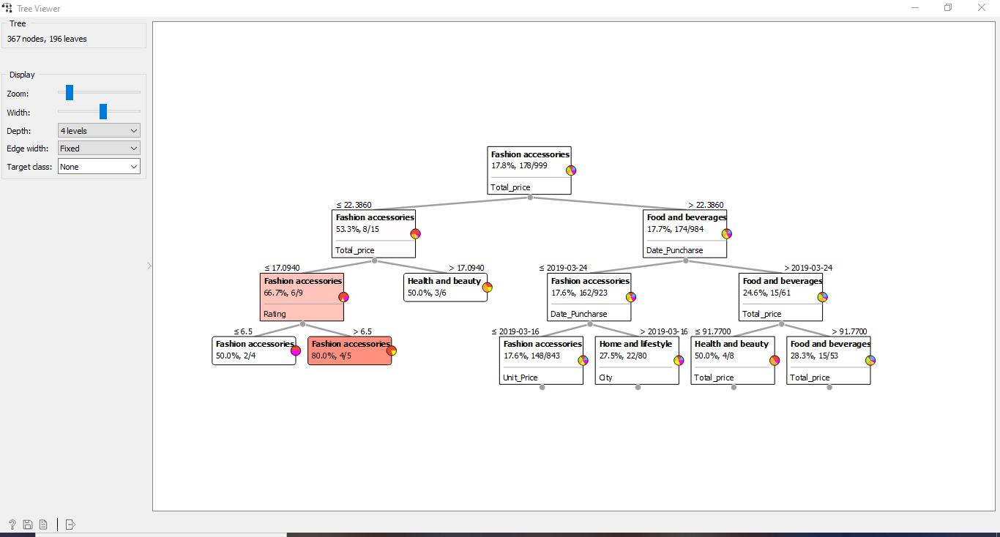 Tree Viewer
Tree
367 nodes, 196 leaves
Display
Zoom:
Width:
Depth: 4 levels
Edge width: Fixed
Target class: None
Fashion accessories
17.8%, 178/999
Total_price
≤ 22.3860
> 22.3860
Fashion accessories
53.3%, 8/15
Total_price
Food and beverages
17.7%, 174/984
Date_Puncharse
≤ 17.0940
> 17.0940
≤ 2019-03-24
> 2019-03-24
Fashion accessories
66.7%, 6/9
Rating
Health and beauty
50.0%, 3/6
Fashion accessories
17.6%, 162/923
Date_Puncharse
Food and beverages
24.6%, 15/61
Total_price
≤ 6.5
> 6.5
≤ 2019-03-16
> 2019-03-16
≤ 91.7700
> 91.7700
Fashion accessories
50.0%, 2/4
Fashion accessories
80.0%, 4/5
Fashion accessories
17.6%, 148/843
Unit_Price
Home and lifestyle
27.5%, 22/80
City
Health and beauty
50.0%, 4/8
Total_price
Food and beverages
28.3%, 15/53
Total_price